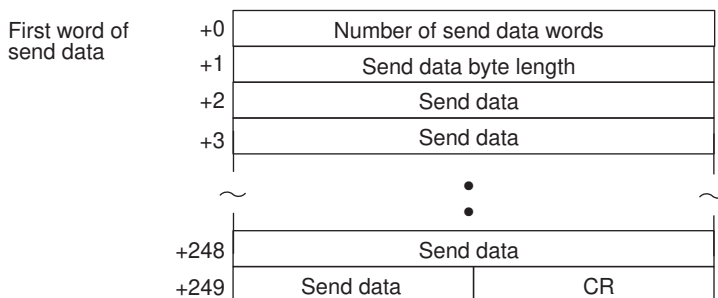 First word of
send data
+0 Number of send data words
+1 Send data byte length
+2 Send data
+3 Send data
+248 Send data
+249 Send data CR